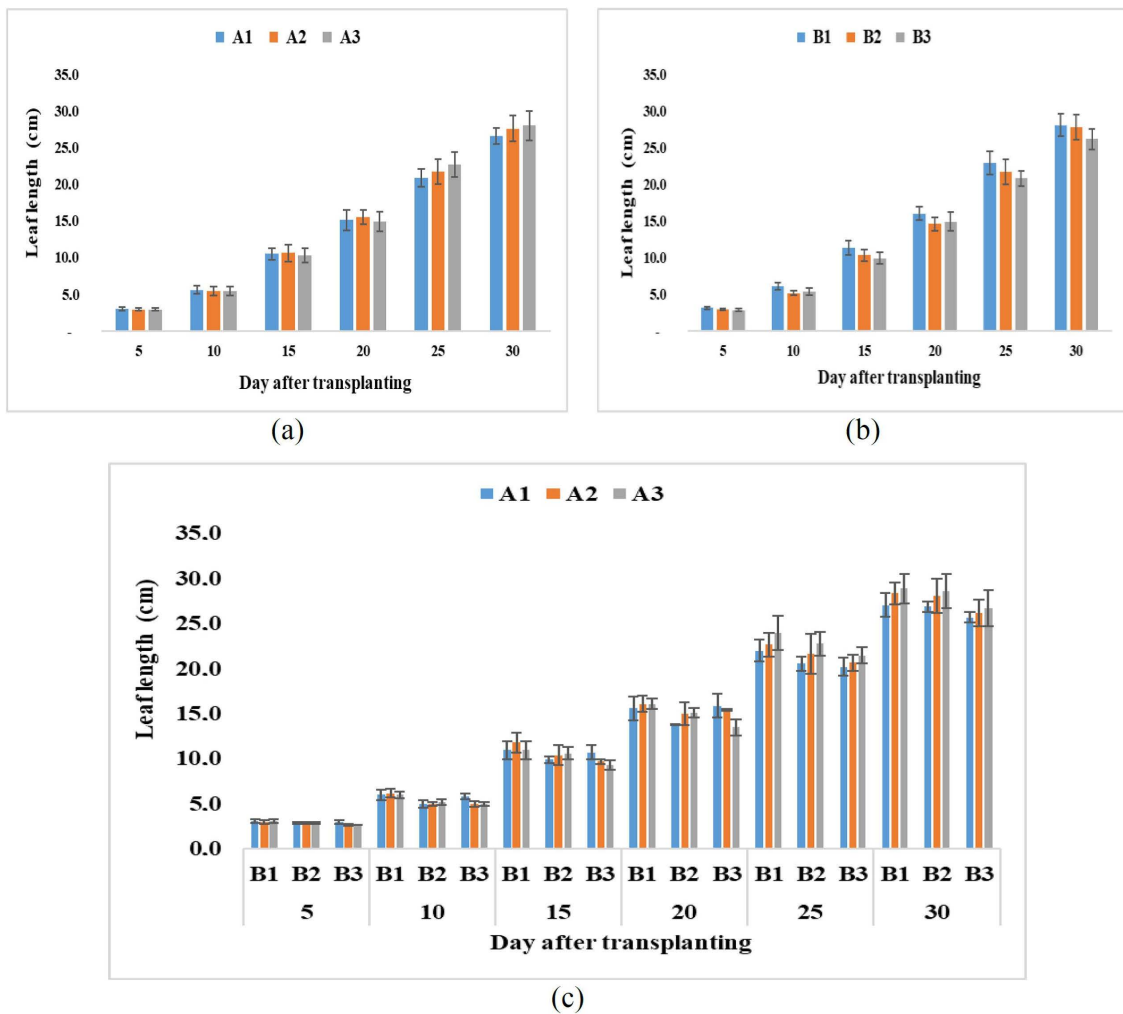 A1 A2 A3
35.0
30.0
25.0
20.0
15.0
10.0
5.0
-
Leaf length (cm)
5 10 15 20 25 30
Day after transplanting
(a)
B1 B2 B3
35.0
30.0
25.0
20.0
15.0
10.0
5.0
-
Leaf length (cm)
5 10 15 20 25 30
Day after transplanting
(b)
A1 A2 A3
35.0
30.0
25.0
20.0
15.0
10.0
5.0
0.0
Leaf length (cm)
B1 B2 B3 B1 B2 B3 B1 B2 B3 B1 B2 B3 B1 B2 B3 B1 B2 B3
5 10 15 20 25 30
Day after transplanting
(c)